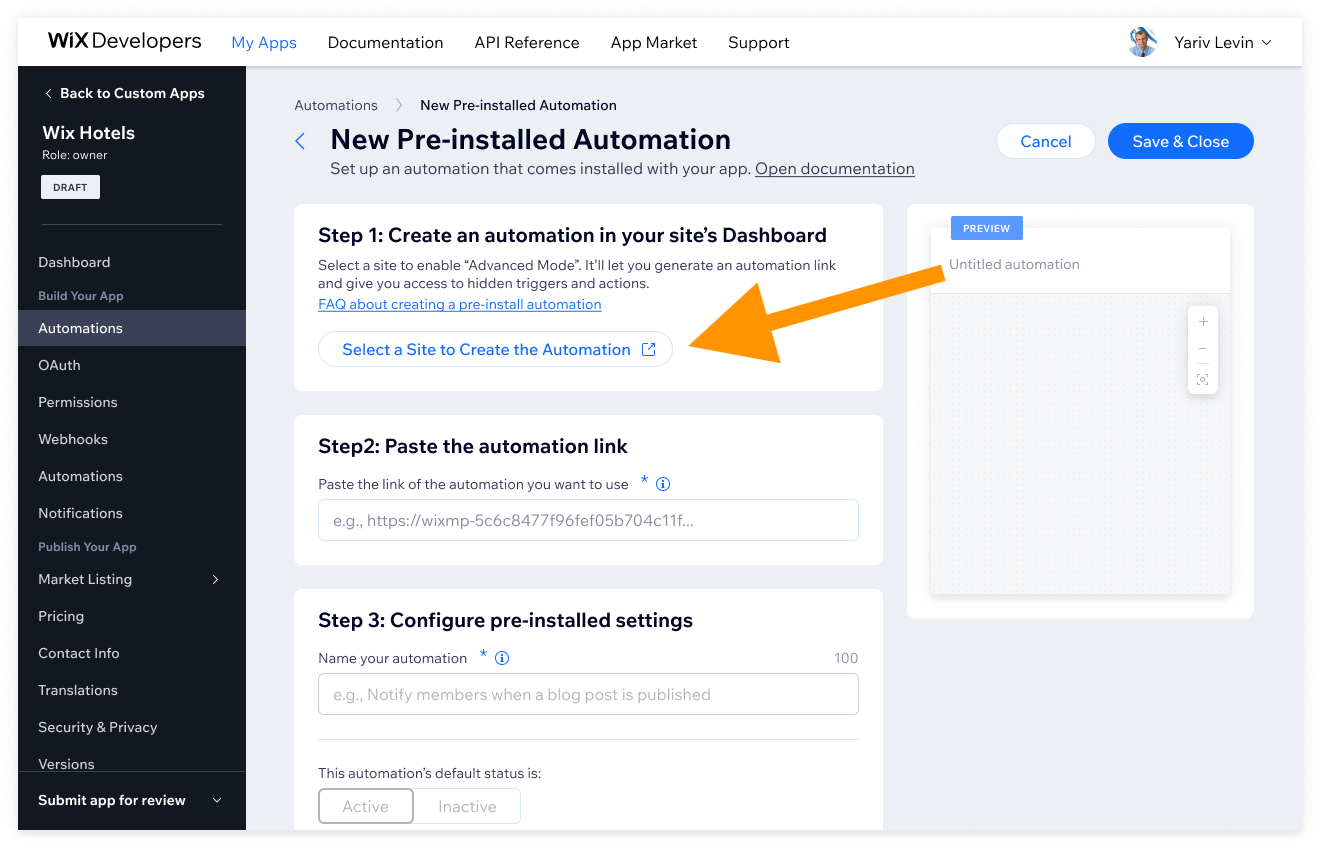 WiX Developers My Apps Documentation API Reference App Market Support Yariv Levin
Back to Custom Apps
Wix Hotels
Role: owner
DRAFT
Dashboard
Build Your App
Automations
OAuth
Permissions
Webhooks
Automations
Notifications
Publish Your App
Market Listing
Pricing
Contact Info
Translations
Security & Privacy
Versions
Submit app for review
Automations New Pre-installed Automation
New Pre-installed Automation
Set up an automation that comes installed with your app. Open documentation
Cancel Save & Close
Step 1: Create an automation in your site’s Dashboard
Select a site to enable “Advanced Mode”. It’ll let you generate an automation link
and give you access to hidden triggers and actions.
FAQ about creating a pre-install automation
Select a Site to Create the Automation
Step2: Paste the automation link
Paste the link of the automation you want to use *
e.g., https://wixmp-5c6c8477f96fef05b704c11f...
Step 3: Configure pre-installed settings
Name your automation * 100
e.g., Notify members when a blog post is published
This automation’s default status is:
Active Inactive
PREVIEW
Untitled automation